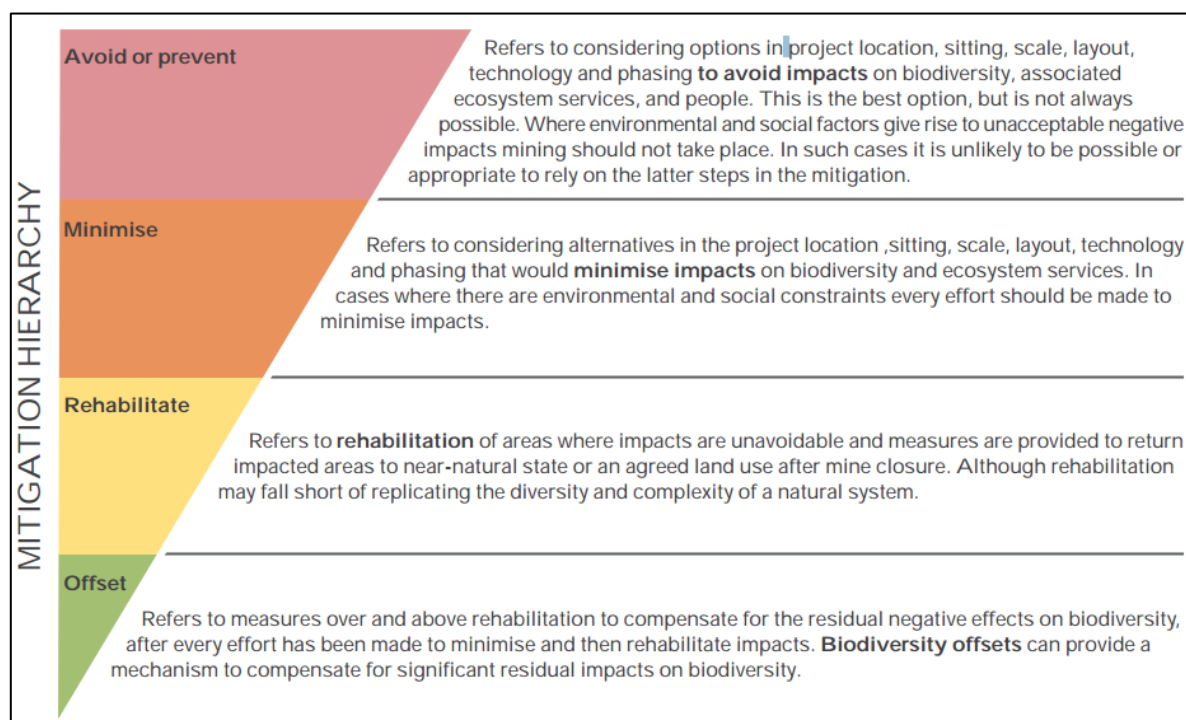 MITIGATION HIERARCHY
Avoid or prevent
Refers to considering options in project location, sitting, scale, layout,
technology and phasing to avoid impacts on biodiversity, associated
ecosystem services, and people. This is the best option, but is not always
possible. Where environmental and social factors give rise to unacceptable negative
impacts mining should not take place. In such cases it is unlikely to be possible or
appropriate to rely on the latter steps in the mitigation.
Minimise
Refers to considering alternatives in the project location ,sitting, scale, layout, technology
and phasing that would minimise impacts on biodiversity and ecosystem services. In
cases where there are environmental and social constraints every effort should be made to
minimise impacts.
Rehabilitate
Refers to rehabilitation of areas where impacts are unavoidable and measures are provided to return
impacted areas to near-natural state or an agreed land use after mine closure. Although rehabilitation
may fall short of replicating the diversity and complexity of a natural system.
Offset
Refers to measures over and above rehabilitation to compensate for the residual negative effects on biodiversity,
after every effort has been made to minimise and then rehabilitate impacts. Biodiversity offsets can provide a
mechanism to compensate for significant residual impacts on biodiversity.